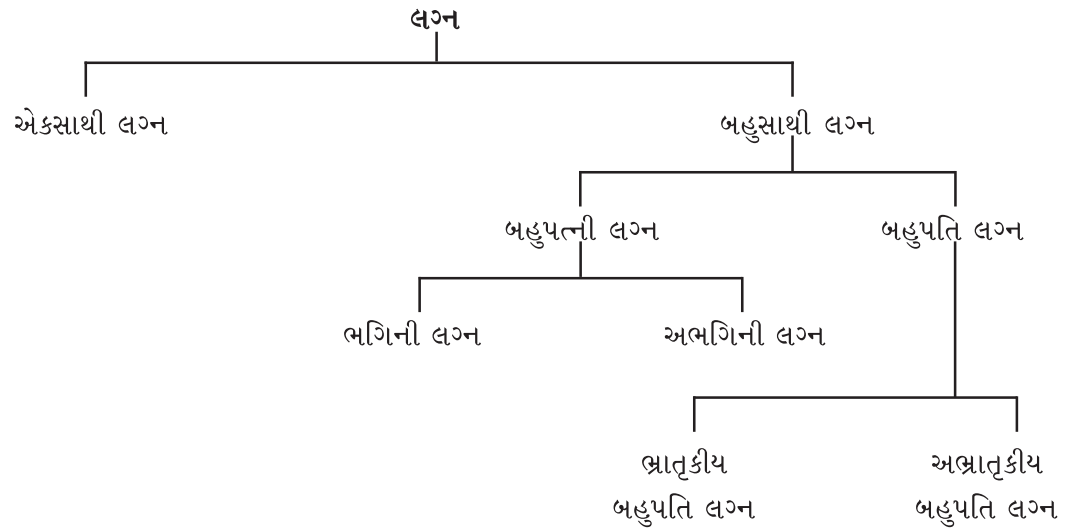 લગ્ન
એકસાથી લગ્ન
બહુસાથી લગ્ન
બહુપત્ની લગ્ન
બહુપતિ લગ્ન
ભગિની લગ્ન
અભગિની લગ્ન
ભ્રાતૃકીય
બહુપતિ લગ્ન
અભ્રાતૃકીય
બહુપતિ લગ્ન